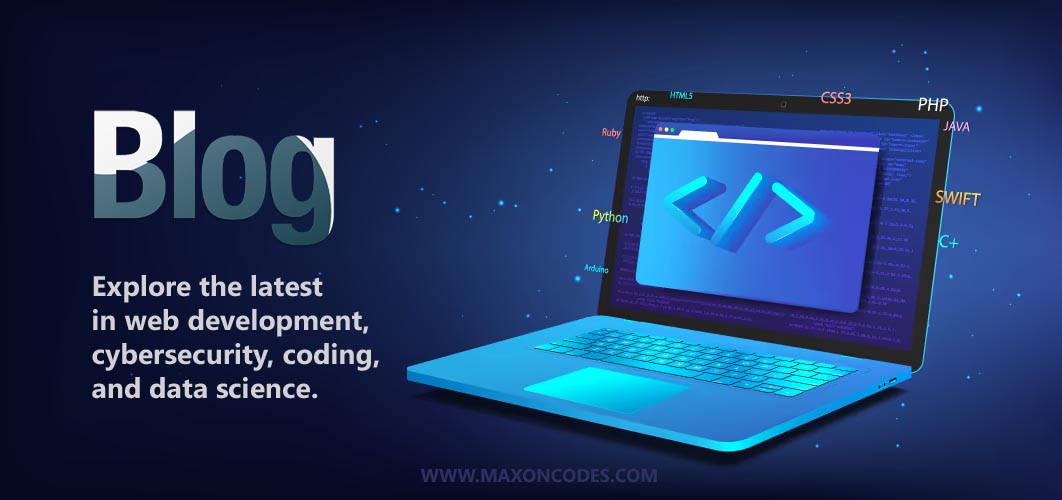 Blog
Explore the latest
in web development,
cybersecurity, coding,
and data science.
http:
HTML5
CSS3
PHP
JAVA
Ruby
SWIFT
Python
C+
Arduino
WWW.MAXONCODES.COM